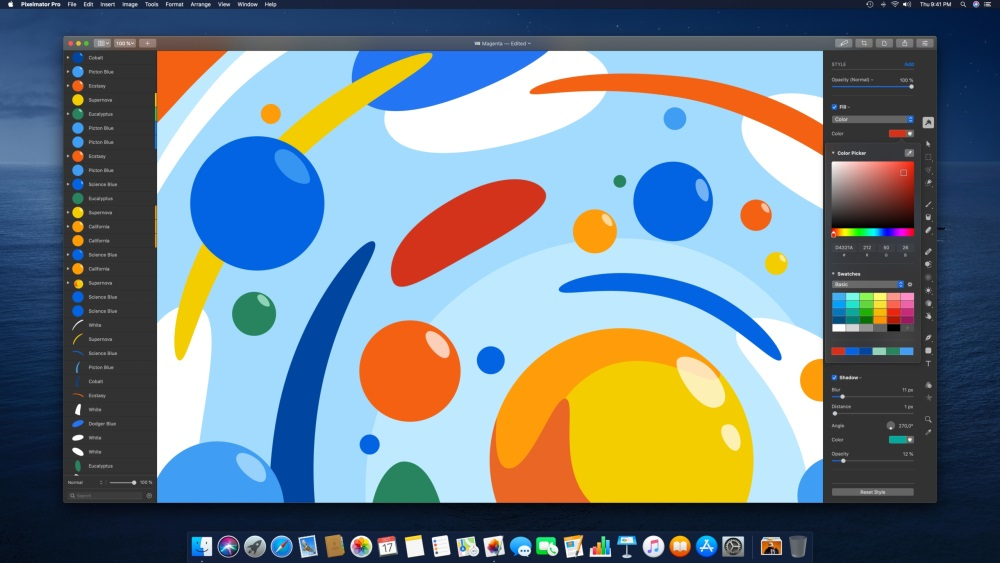 Pixelmator Pro File Edit Insert Image Tools Format Arrange View Window Help Thu 9:41 PM
100%
Magenta — Edited
Cobalt
Picton Blue
Ecstasy
Supernova
Eucalyptus
Picton Blue
Picton Blue
Ecstasy
Picton Blue
Science Blue
Eucalyptus
Supernova
California
California
Science Blue
California
Supernova
Science Blue
Science Blue
White
Supernova
Science Blue
Picton Blue
Cobalt
Ecstasy
White
Dodger Blue
White
White
Eucalyptus
Normal 100 %
Search
STYLE Add
Opacity (Normal) 100 %
Fill
Color
Color
Color Picker
D4321A 212 50 26
# R G B
Swatches
Basic
Shadow
Blur 11 px
Distance 1 px
Angle 270,0°
Color
Opacity 12 %
Reset Style
17